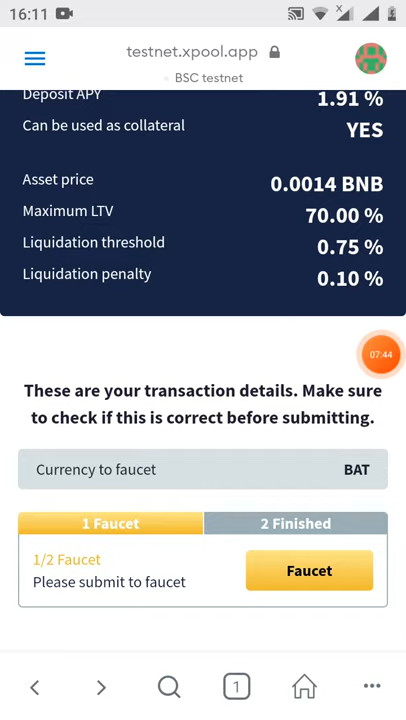 16:11
testnet.xpool.app
BSC testnet
Deposit APY 1.91 %
Can be used as collateral YES
Asset price 0.0014 BNB
Maximum LTV 70.00 %
Liquidation threshold 0.75 %
Liquidation penalty 0.10 %
07:44
These are your transaction details. Make sure
to check if this is correct before submitting.
Currency to faucet BAT
1 Faucet 2 Finished
1/2 Faucet
Please submit to faucet
Faucet
1